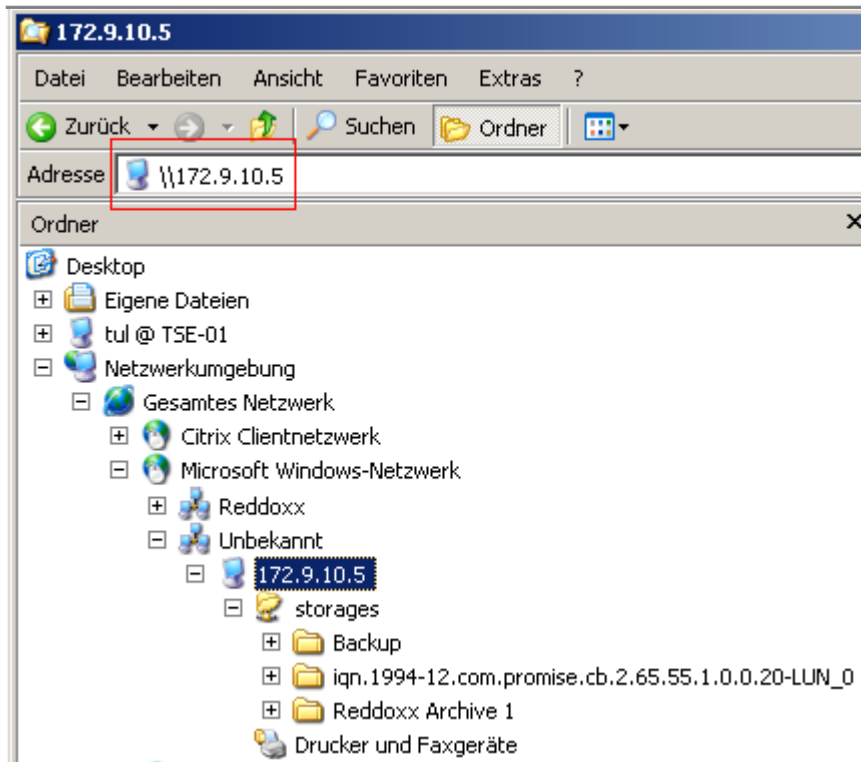 172.9.10.5
Datei Bearbeiten Ansicht Favoriten Extras ?
Zurück Suchen Ordner
Adresse \\172.9.10.5
Ordner
Desktop
Eigene Dateien
tul @ TSE-01
Netzwerkumgebung
Gesamtes Netzwerk
Citrix Clientnetzwerk
Microsoft Windows-Netzwerk
Reddoxx
Unbekannt
172.9.10.5
storages
Backup
iqn.1994-12.com.promise.cb.2.65.55.1.0.0.20-LUN_0
Reddoxx Archive 1
Drucker und Faxgeräte